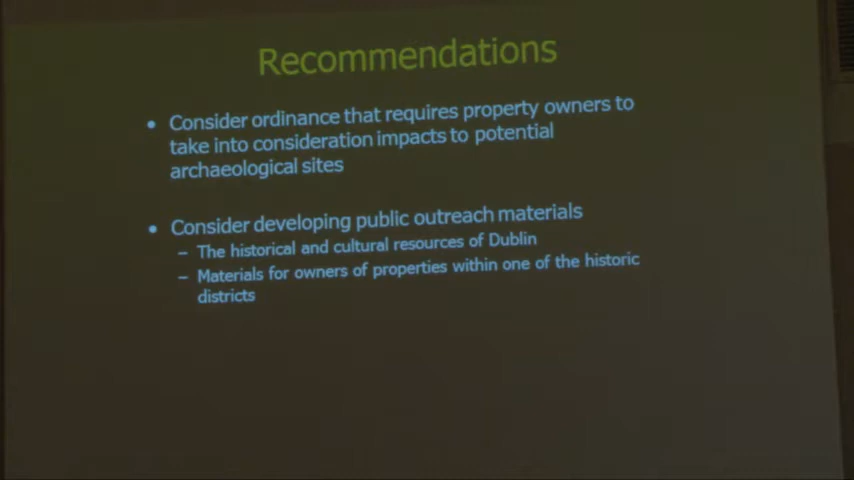 Recommendations
• Consider ordinance that requires property owners to
take into consideration impacts to potential
archaeological sites
• Consider developing public outreach materials
– The historical and cultural resources of Dublin
– Materials for owners of properties within one of the historic
districts